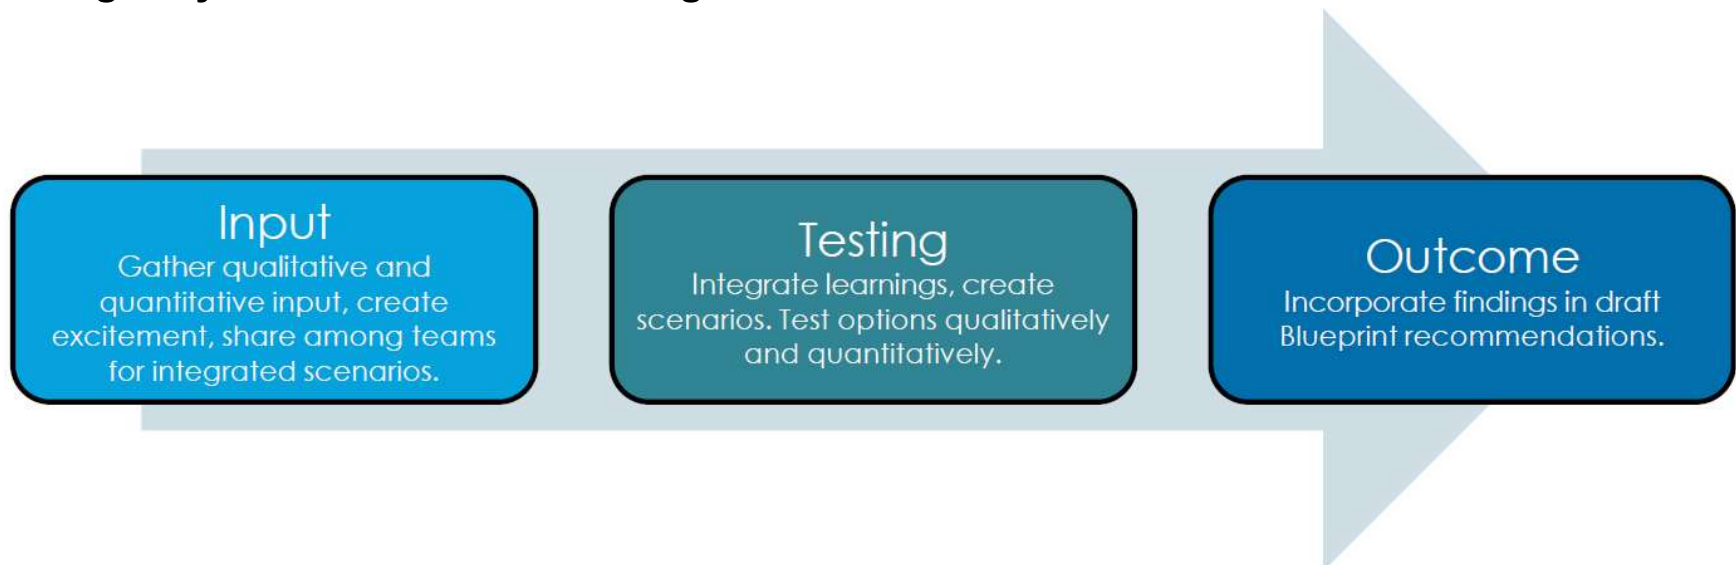 Input
Gather qualitative and
quantitative input, create
excitement, share among teams
for integrated scenarios.
Testing
Integrate learnings, create
scenarios. Test options qualitatively
and quantitatively.
Outcome
Incorporate findings in draft
Blueprint recommendations.